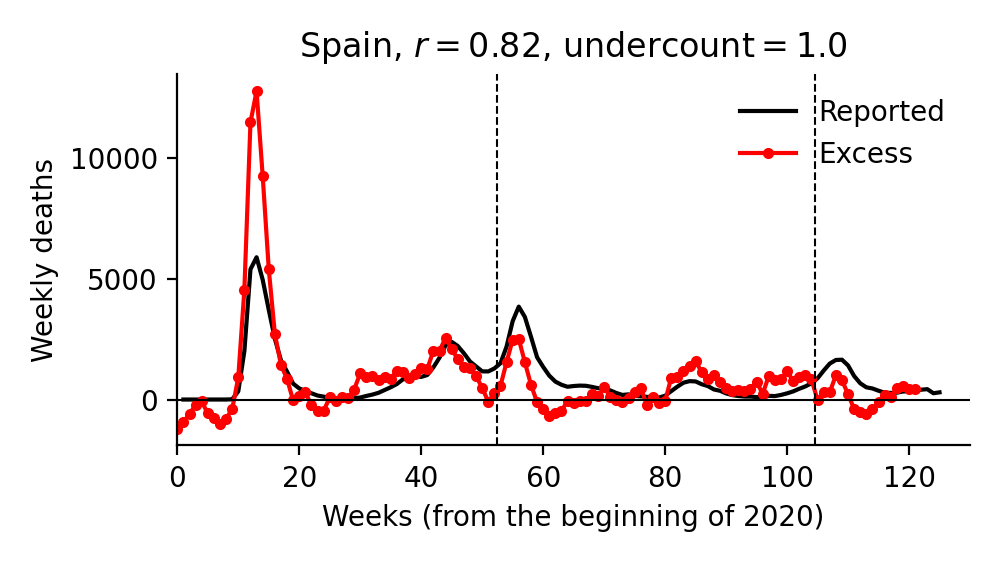 Spain, r = 0.82, undercount = 1.0
Reported
Excess
Weekly deaths
10000
5000
0
0 20 40 60 80 100 120
Weeks (from the beginning of 2020)